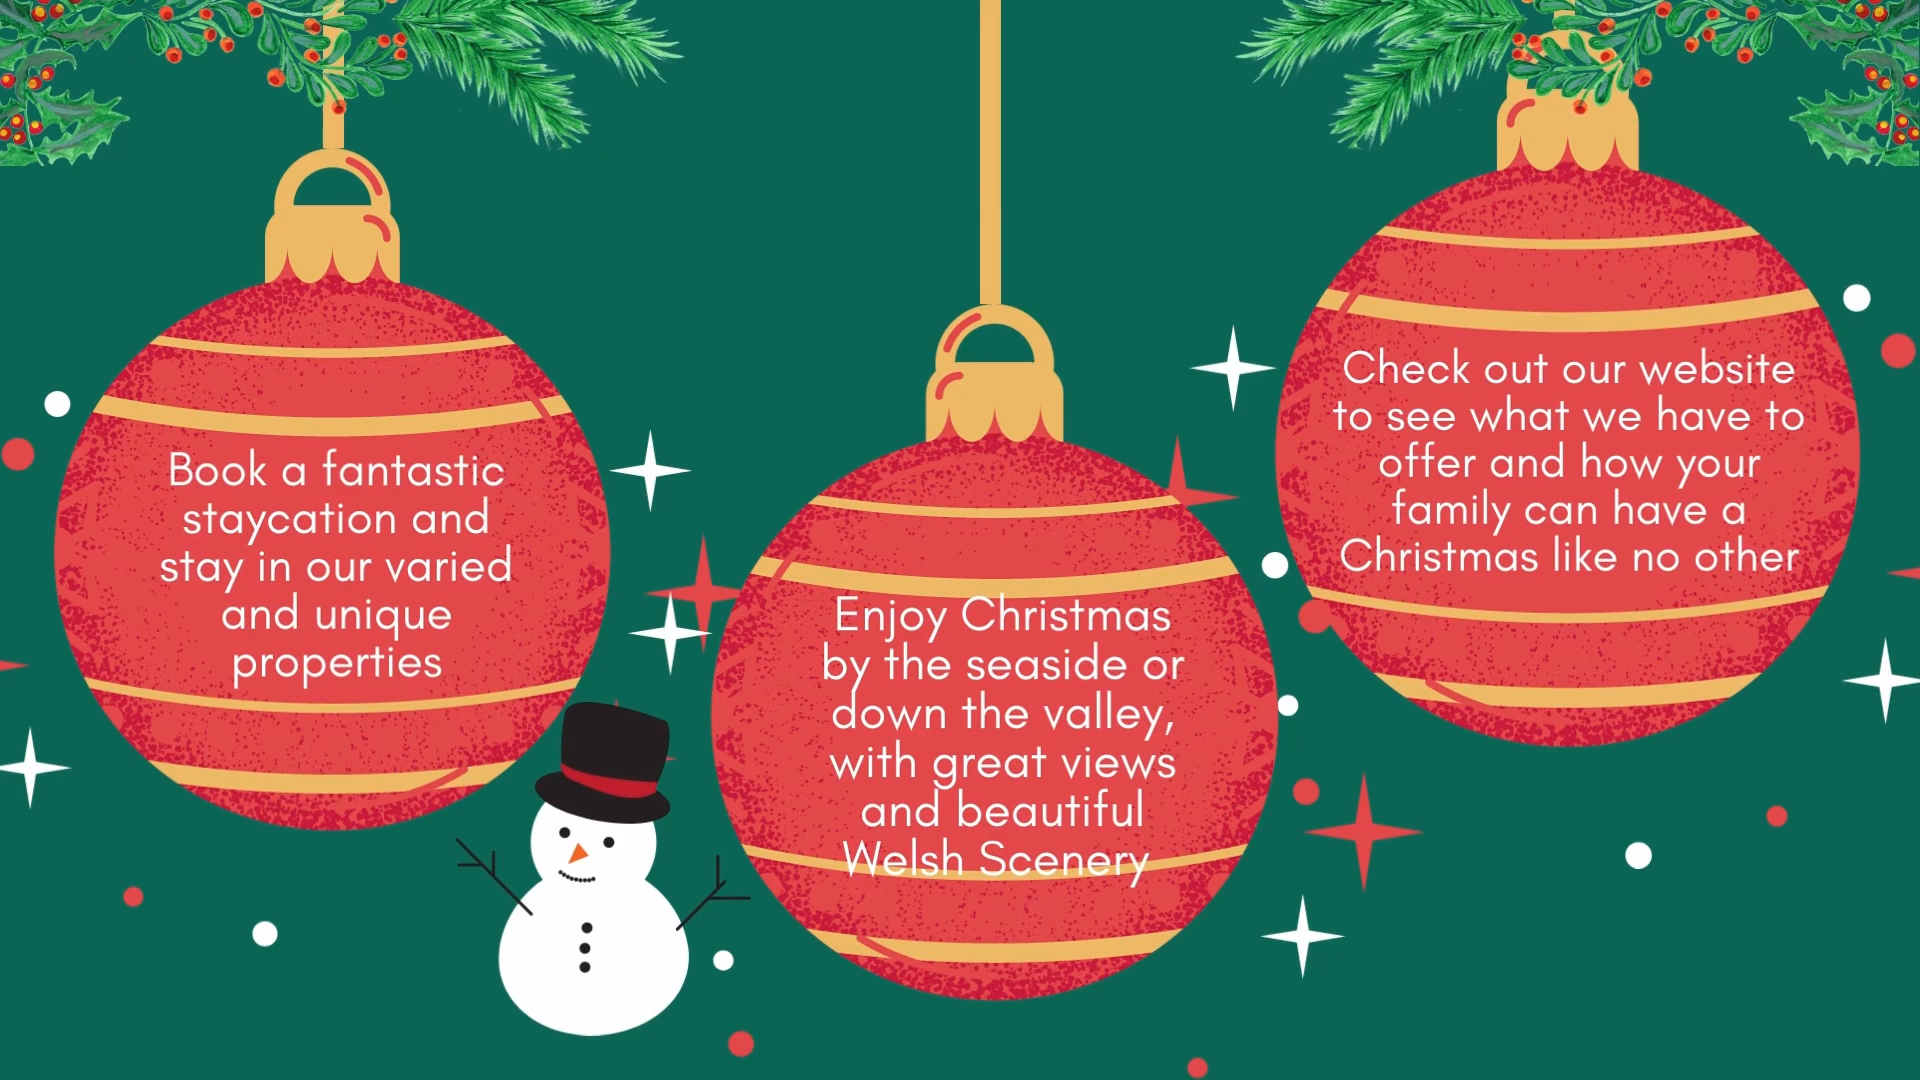 Book a fantastic
staycation and
stay in our varied
and unique
properties
Enjoy Christmas
by the seaside or
down the valley,
with great views
and beautiful
Welsh Scenery
Check out our website
to see what we have to
offer and how your
family can have a
Christmas like no other